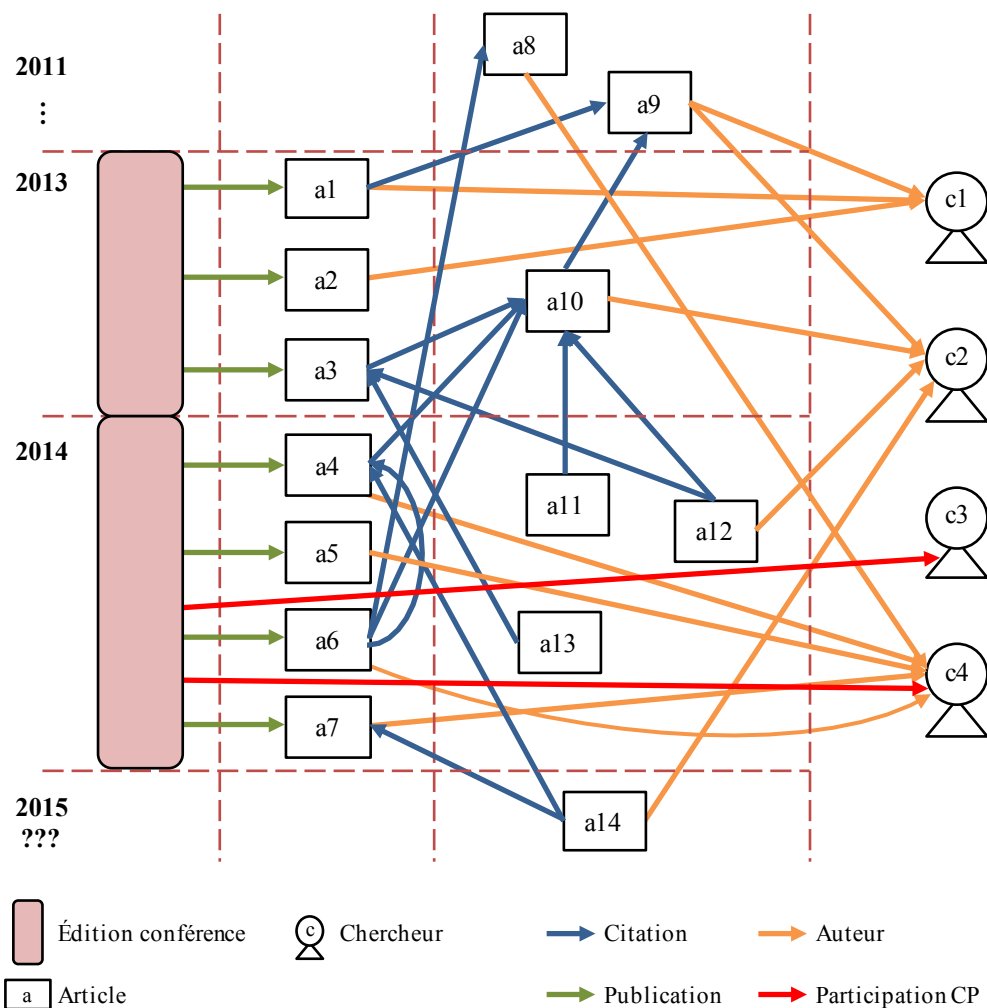 2011
⋮
a8
a9
2013
a1
c1
a2
a10
a3
c2
2014
a4
a11
a12
c3
a5
a6
a13
c4
a7
2015
???
a14
Édition conférence
c
Chercheur
Citation
Auteur
a
Article
Publication
Participation CP